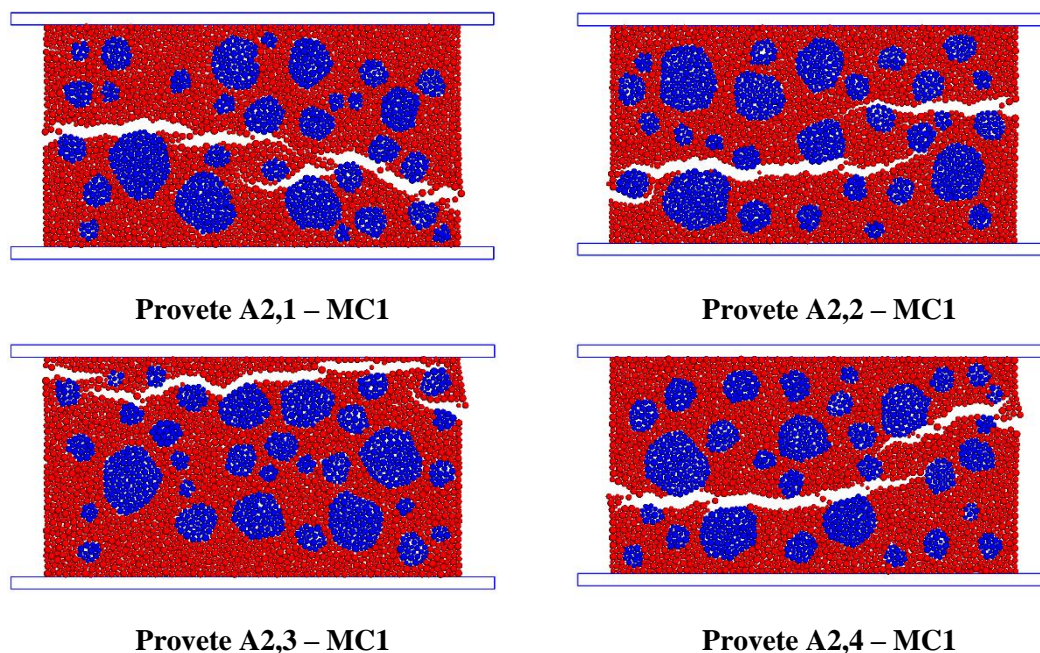 Provete A2,1 – MC1
Provete A2,2 – MC1
Provete A2,3 – MC1
Provete A2,4 – MC1